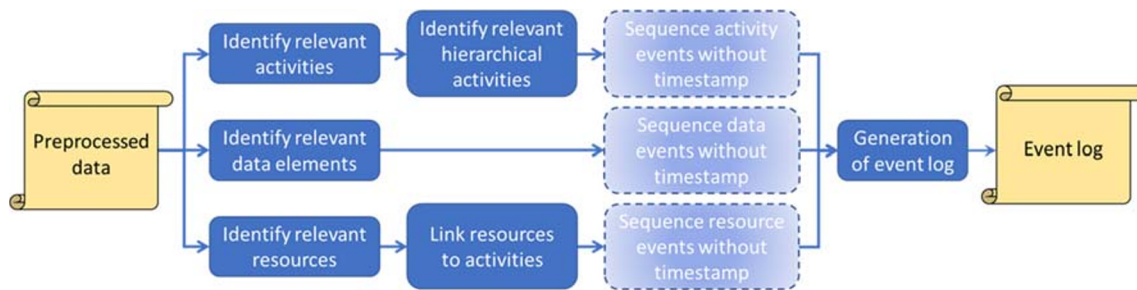 Preprocessed
data
Identify relevant
activities
Identify relevant
hierarchical
activities
Sequence activity
events without
timestamp
Identify relevant
data elements
Sequence data
events without
timestamp
Identify relevant
resources
Link resources
to activities
Sequence resource
events without
timestamp
Generation
of event log
Event log